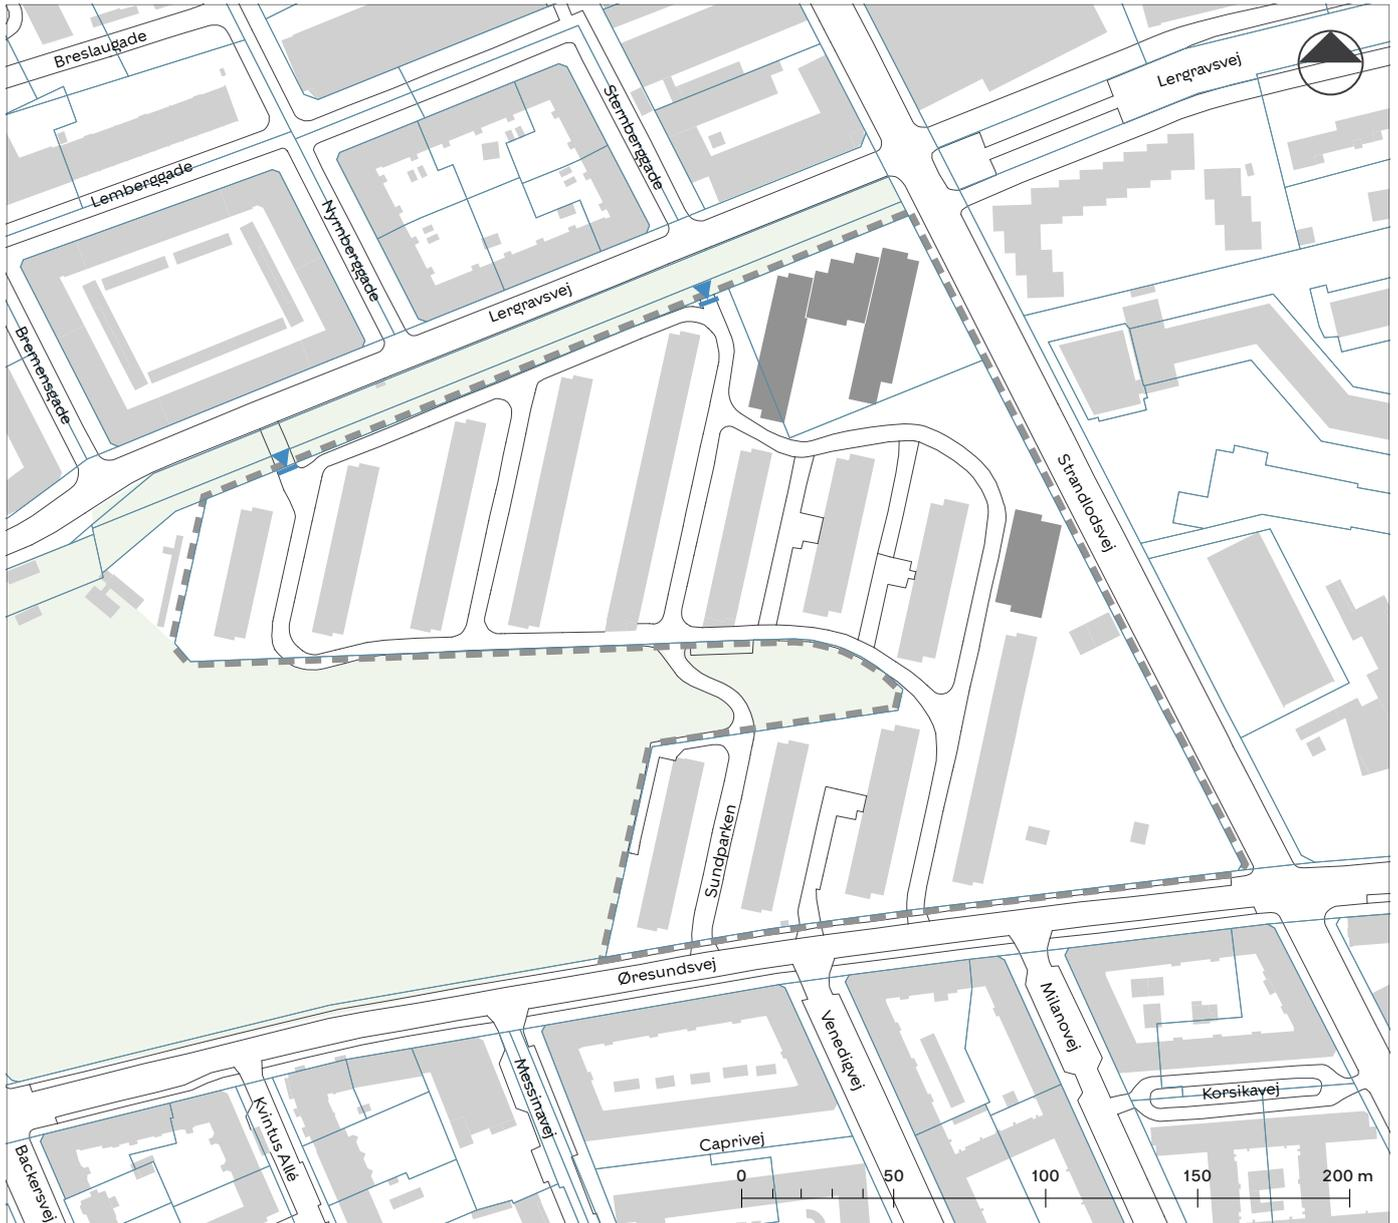 Breslaugade
Lergravsvej
Sternberggade
Lemberggade
Nyrnberggade
Lergravsvej
Bremensgade
Strandlodsvej
Sundparken
Øresundsvej
Milanovej
Venedigvej
Messinavej
Korsikavej
Kvintus Allé
Caprivej
Backersvej
0 50 100 150 200 m